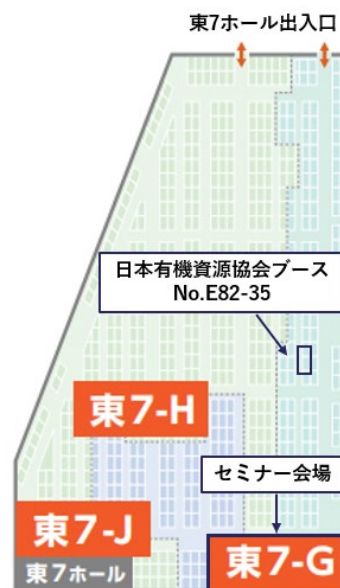 東7ホール出入口
日本有機資源協会ブース
No.E82-35
東7-H
セミナー会場
東7-J
東7-G
東7ホール